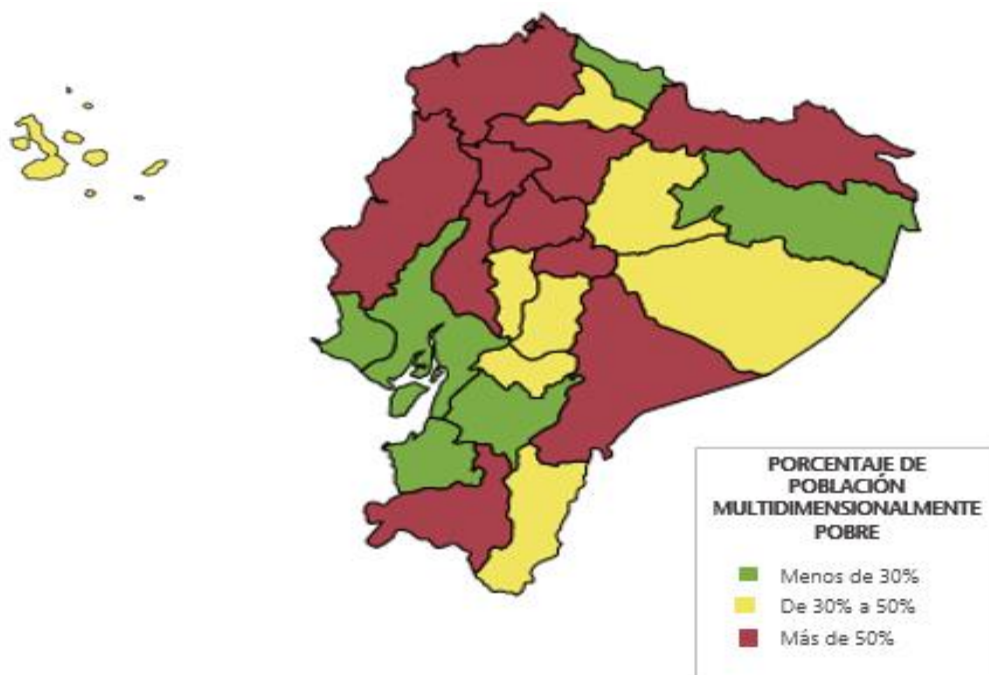 PORCENTAJE DE
POBLACIÓN
MULTIDIMENSIONALMENTE
POBRE
Menos de 30%
De 30% a 50%
Más de 50%